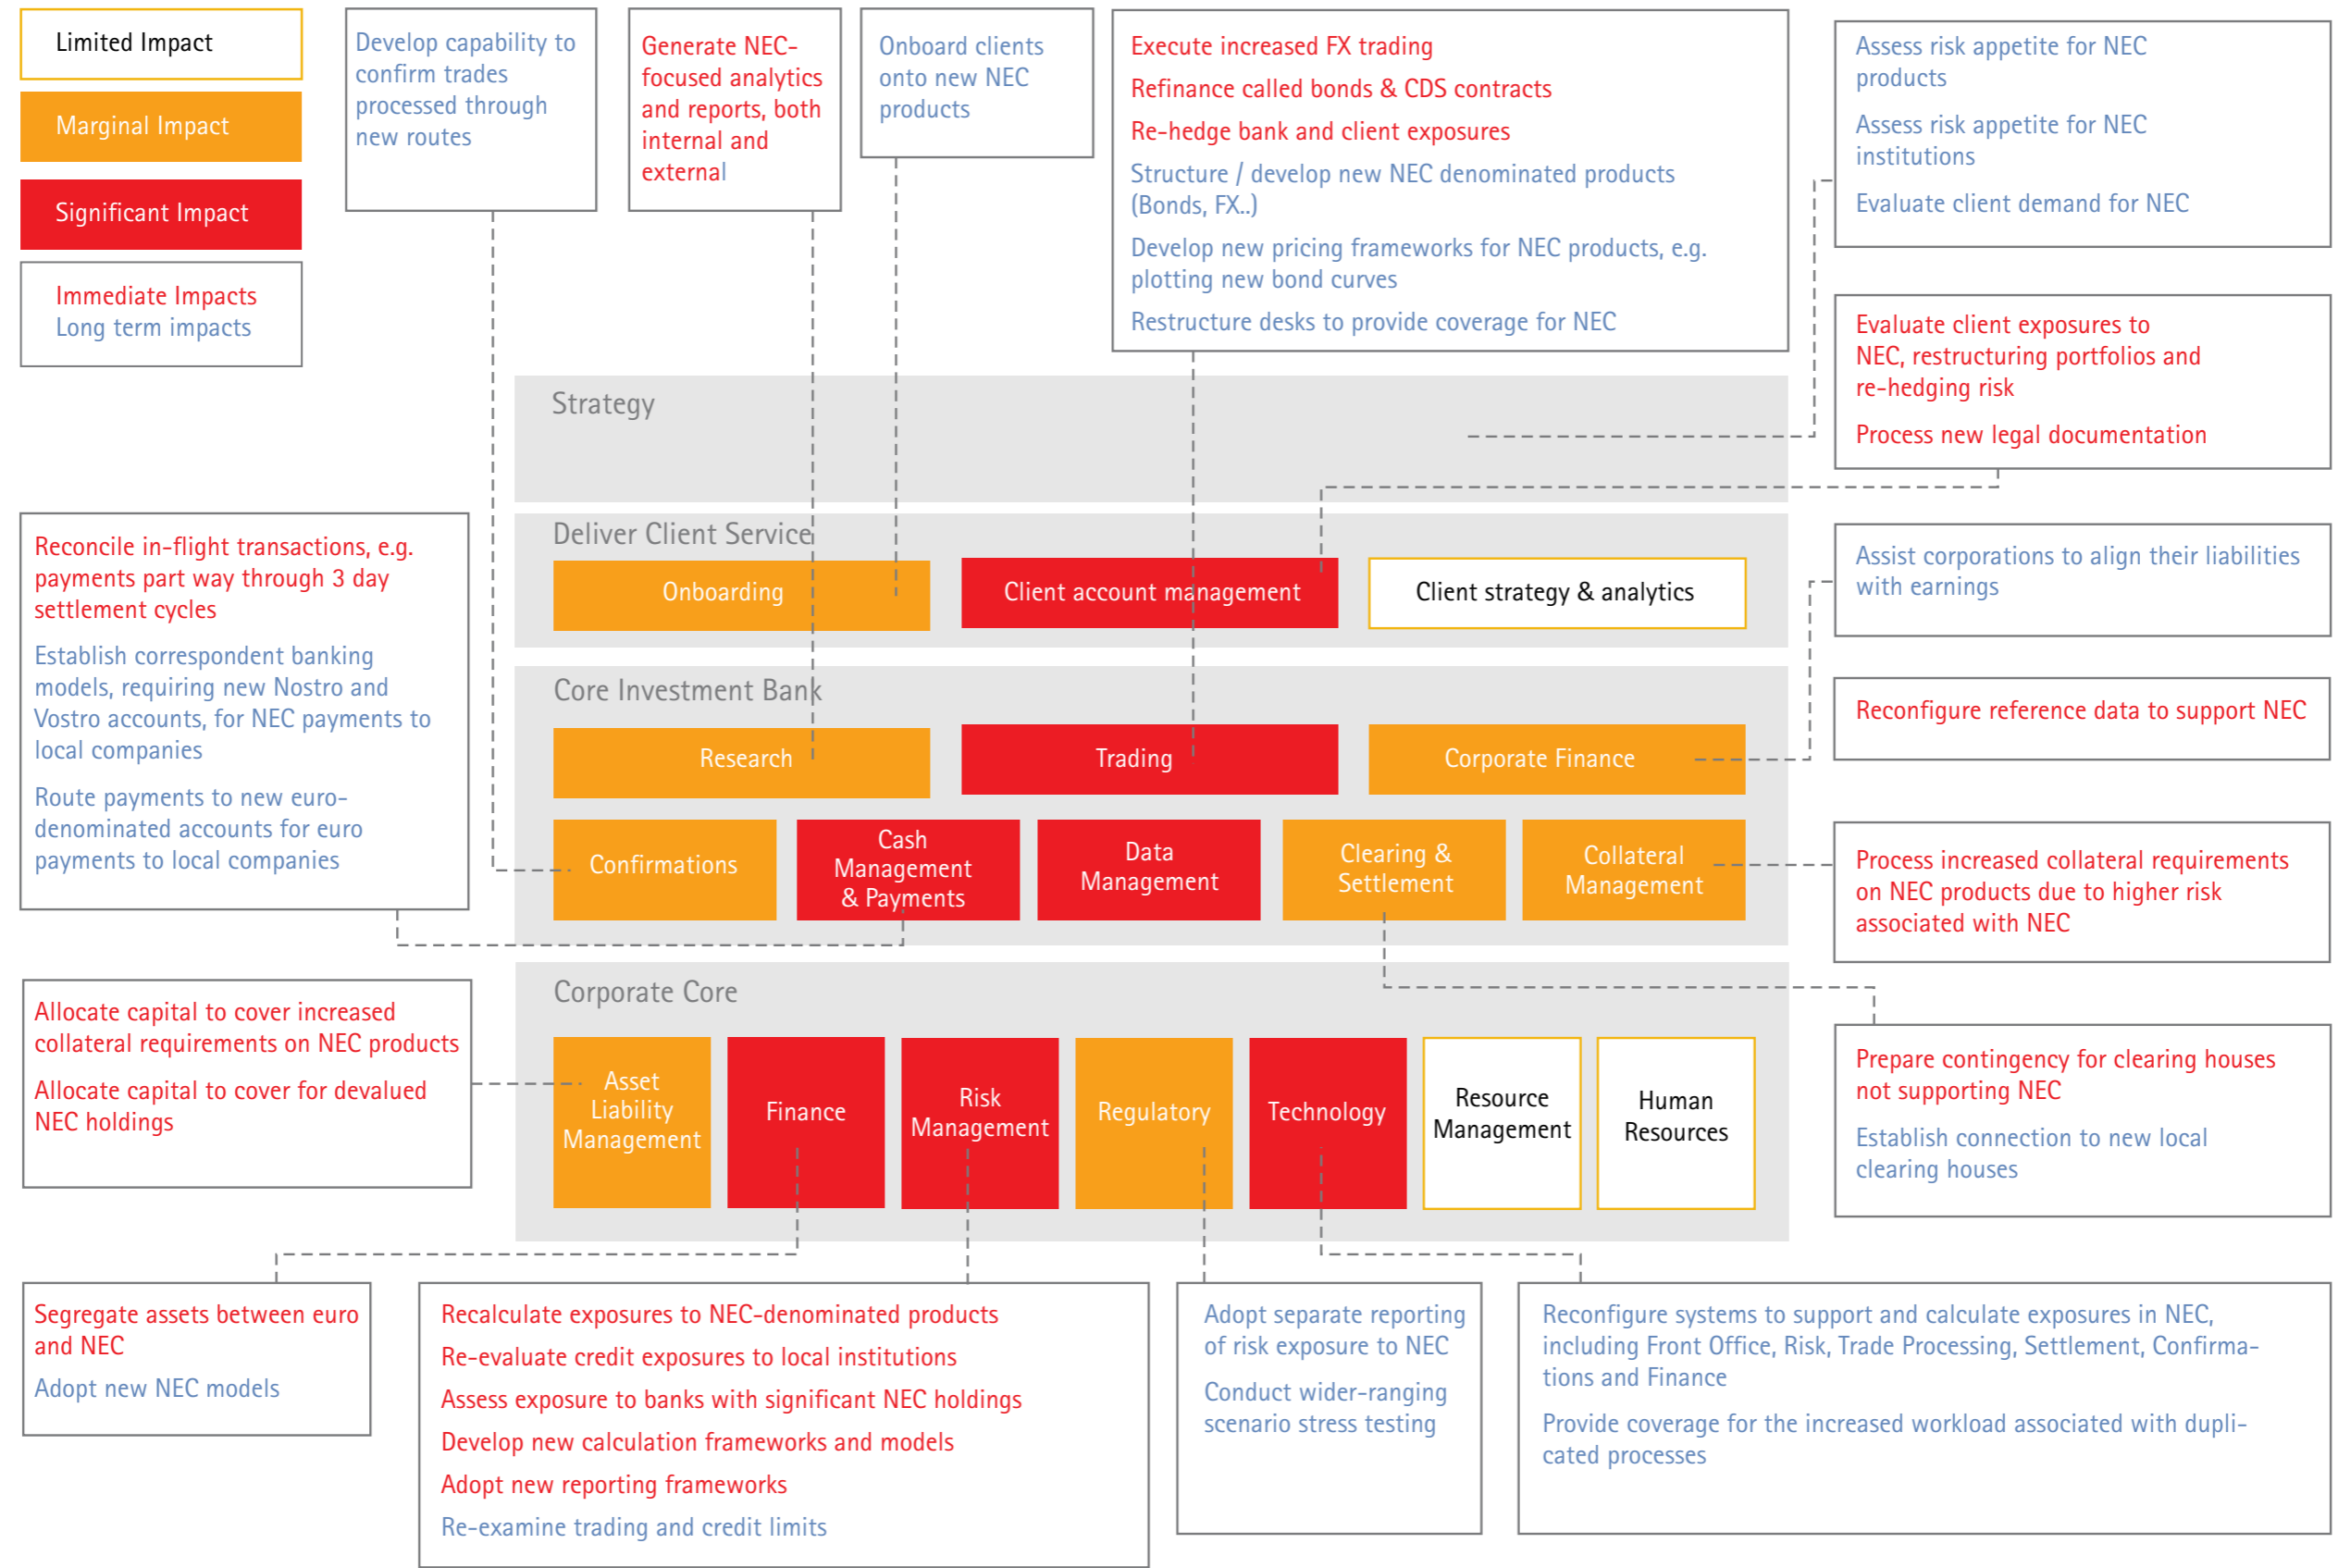 Limited Impact
Marginal Impact
Significant Impact
Immediate Impacts
Long term impacts
Develop capability to
confirm trades
processed through
new routes
Generate NEC-
focused analytics
and reports, both
internal and
external
Onboard clients
onto new NEC
products
Execute increased FX trading
Refinance called bonds & CDS contracts
Re-hedge bank and client exposures
Structure / develop new NEC denominated products
(Bonds, FX..)
Develop new pricing frameworks for NEC products, e.g.
plotting new bond curves
Restructure desks to provide coverage for NEC
Assess risk appetite for NEC
products
Assess risk appetite for NEC
institutions
Evaluate client demand for NEC
Evaluate client exposures to
NEC, restructuring portfolios and
re-hedging risk
Process new legal documentation
Strategy
Deliver Client Service
Onboarding
Client account management
Client strategy & analytics
Reconcile in-flight transactions, e.g.
payments part way through 3 day
settlement cycles
Establish correspondent banking
models, requiring new Nostro and
Vostro accounts, for NEC payments to
local companies
Route payments to new euro-
denominated accounts for euro
payments to local companies
Assist corporations to align their liabilities
with earnings
Reconfigure reference data to support NEC
Core Investment Bank
Research
Trading
Corporate Finance
Confirmations
Cash
Management
& Payments
Data
Management
Clearing &
Settlement
Collateral
Management
Process increased collateral requirements
on NEC products due to higher risk
associated with NEC
Allocate capital to cover increased
collateral requirements on NEC products
Allocate capital to cover for devalued
NEC holdings
Corporate Core
Asset
Liability
Management
Finance
Risk
Management
Regulatory
Technology
Resource
Management
Human
Resources
Prepare contingency for clearing houses
not supporting NEC
Establish connection to new local
clearing houses
Segregate assets between euro
and NEC
Adopt new NEC models
Recalculate exposures to NEC-denominated products
Re-evaluate credit exposures to local institutions
Assess exposure to banks with significant NEC holdings
Develop new calculation frameworks and models
Adopt new reporting frameworks
Re-examine trading and credit limits
Adopt separate reporting
of risk exposure to NEC
Conduct wider-ranging
scenario stress testing
Reconfigure systems to support and calculate exposures in NEC,
including Front Office, Risk, Trade Processing, Settlement, Confirma-
tions and Finance
Provide coverage for the increased workload associated with dupli-
cated processes